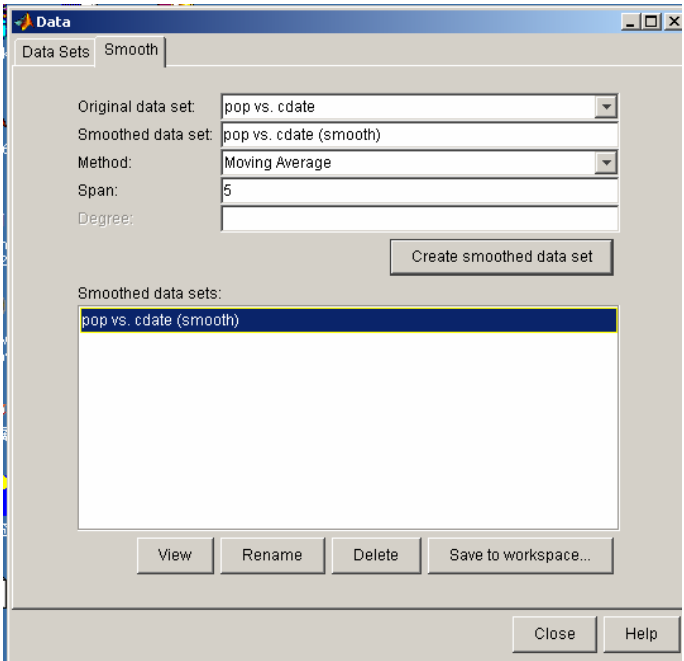 Data
Data Sets Smooth
Original data set: pop vs. cdate
Smoothed data set: pop vs. cdate (smooth)
Method: Moving Average
Span: 5
Degree:
Create smoothed data set
Smoothed data sets:
pop vs. cdate (smooth)
View Rename Delete Save to workspace...
Close Help